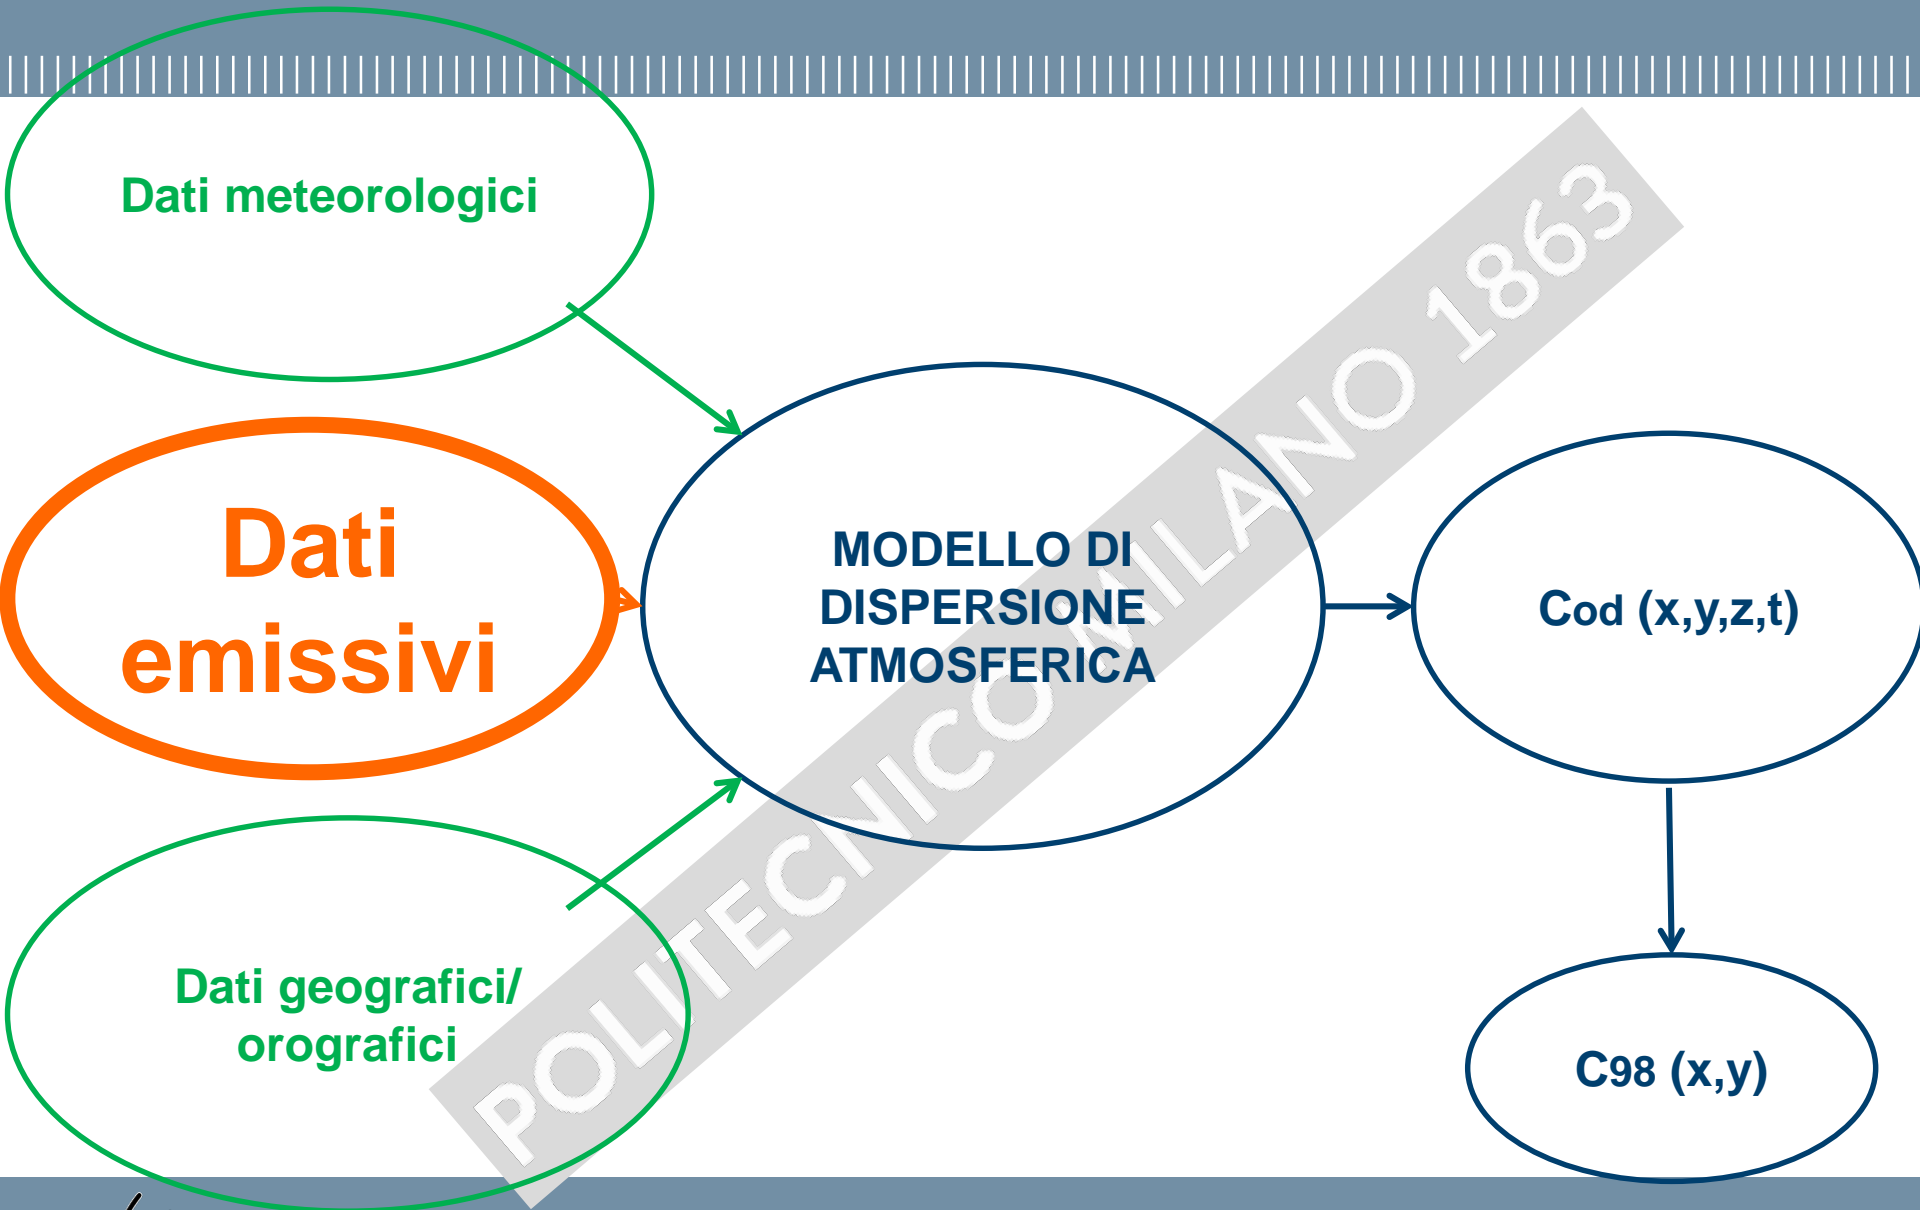 Dati meteorologici
Dati
emissivi
Dati geografici/
orografici
MODELLO DI
DISPERSIONE
ATMOSFERICA
Cod (x,y,z,t)
C98 (x,y)
POLITECNICO MILANO 1863